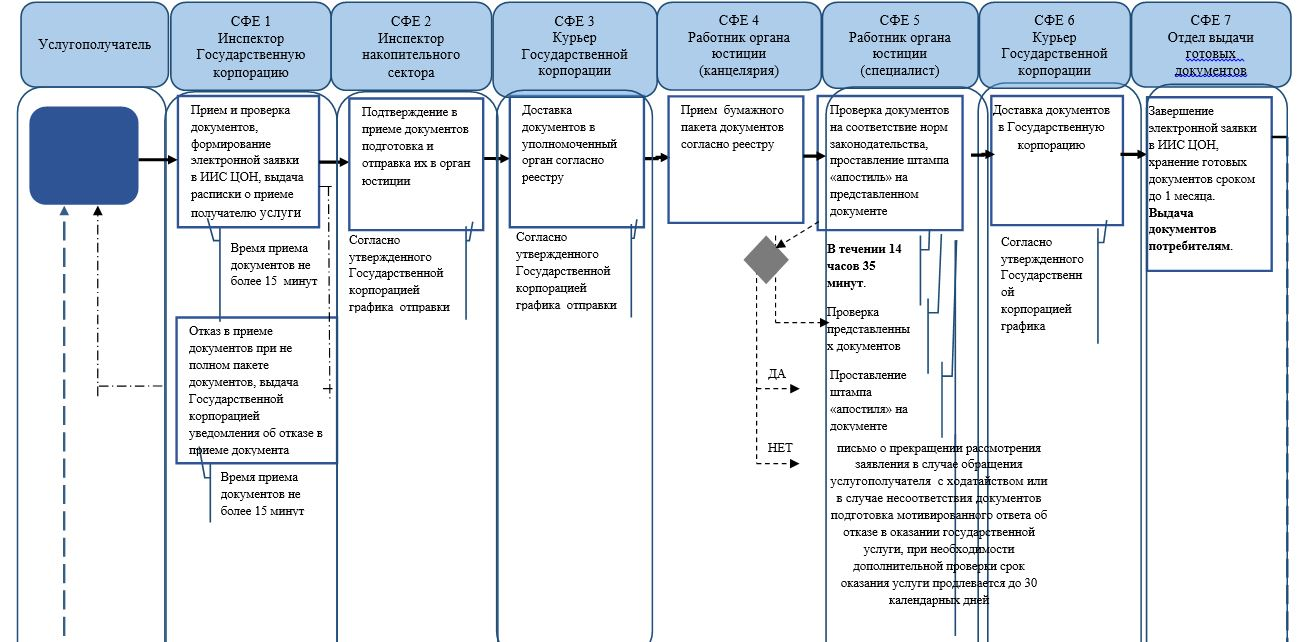 Услугополучатель
СФЕ 1
Инспектор
Государственную
корпорацию
СФЕ 2
Инспектор
накопительного
сектора
СФЕ 3
Курьер
Государственной
корпорации
СФЕ 4
Работник органа
юстиции
(канцелярия)
СФЕ 5
Работник органа
юстиции
(специалист)
СФЕ 6
Курьер
Государственной
корпорации
СФЕ 7
Отдел выдачи
готовых
документов
Прием и проверка
документов,
формирование
электронной заявки
в ИИС ЦОН, выдача
расписки о приеме
получателю услуги
Время приема
документов не
более 15 минут
Отказ в приеме
документов при не
полном пакете
документов, выдача
Государственной
корпорацией
уведомления об отказе в
приеме документа
Время приема
документов не
более 15 минут
Подтверждение в
приеме документов
подготовка и
отправка их в орган
юстиции
Согласно
утвержденного
Государственной
корпорацией
графика отправки
Доставка
документов в
уполномоченный
орган согласно
реестру
Согласно
утвержденного
Государственной
корпорацией
графика отправки
Прием бумажного
пакета документов
согласно реестру
ДА
НЕТ
Проверка документов
на соответствие норм
законодательства,
проставление штампа
«апостиль» на
представленном
документе
В течении 14
часов 35
минут.
Проверка
представленны
х документов
Проставление
штампа
«апостиля» на
документе
письмо о прекращении рассмотрения
заявления в случае обращения
услугополучателя с ходатайством или
в случае несоответствия документов
подготовка мотивированного ответа об
отказе в оказании государственной
услуги, при необходимости
дополнительной проверки срок
оказания услуги продлевается до 30
календарных дней
Доставка документов
в Государственную
корпорацию
Согласно
утвержденного
Государственн
ой
корпорацией
графика
Завершение
электронной заявки
в ИИС ЦОН,
хранение готовых
документов сроком
до 1 месяца.
Выдача
документов
потребителям.